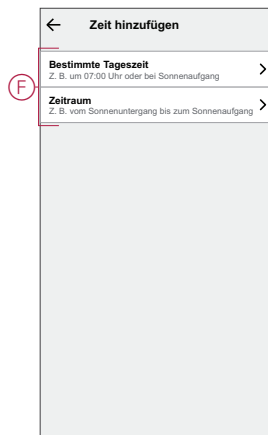 Zeit hinzufügen
Bestimmte Tageszeit
Z. B. um 07:00 Uhr oder bei Sonnenaufgang
F
Zeitraum
Z. B. vom Sonnenuntergang bis zum Sonnenaufgang